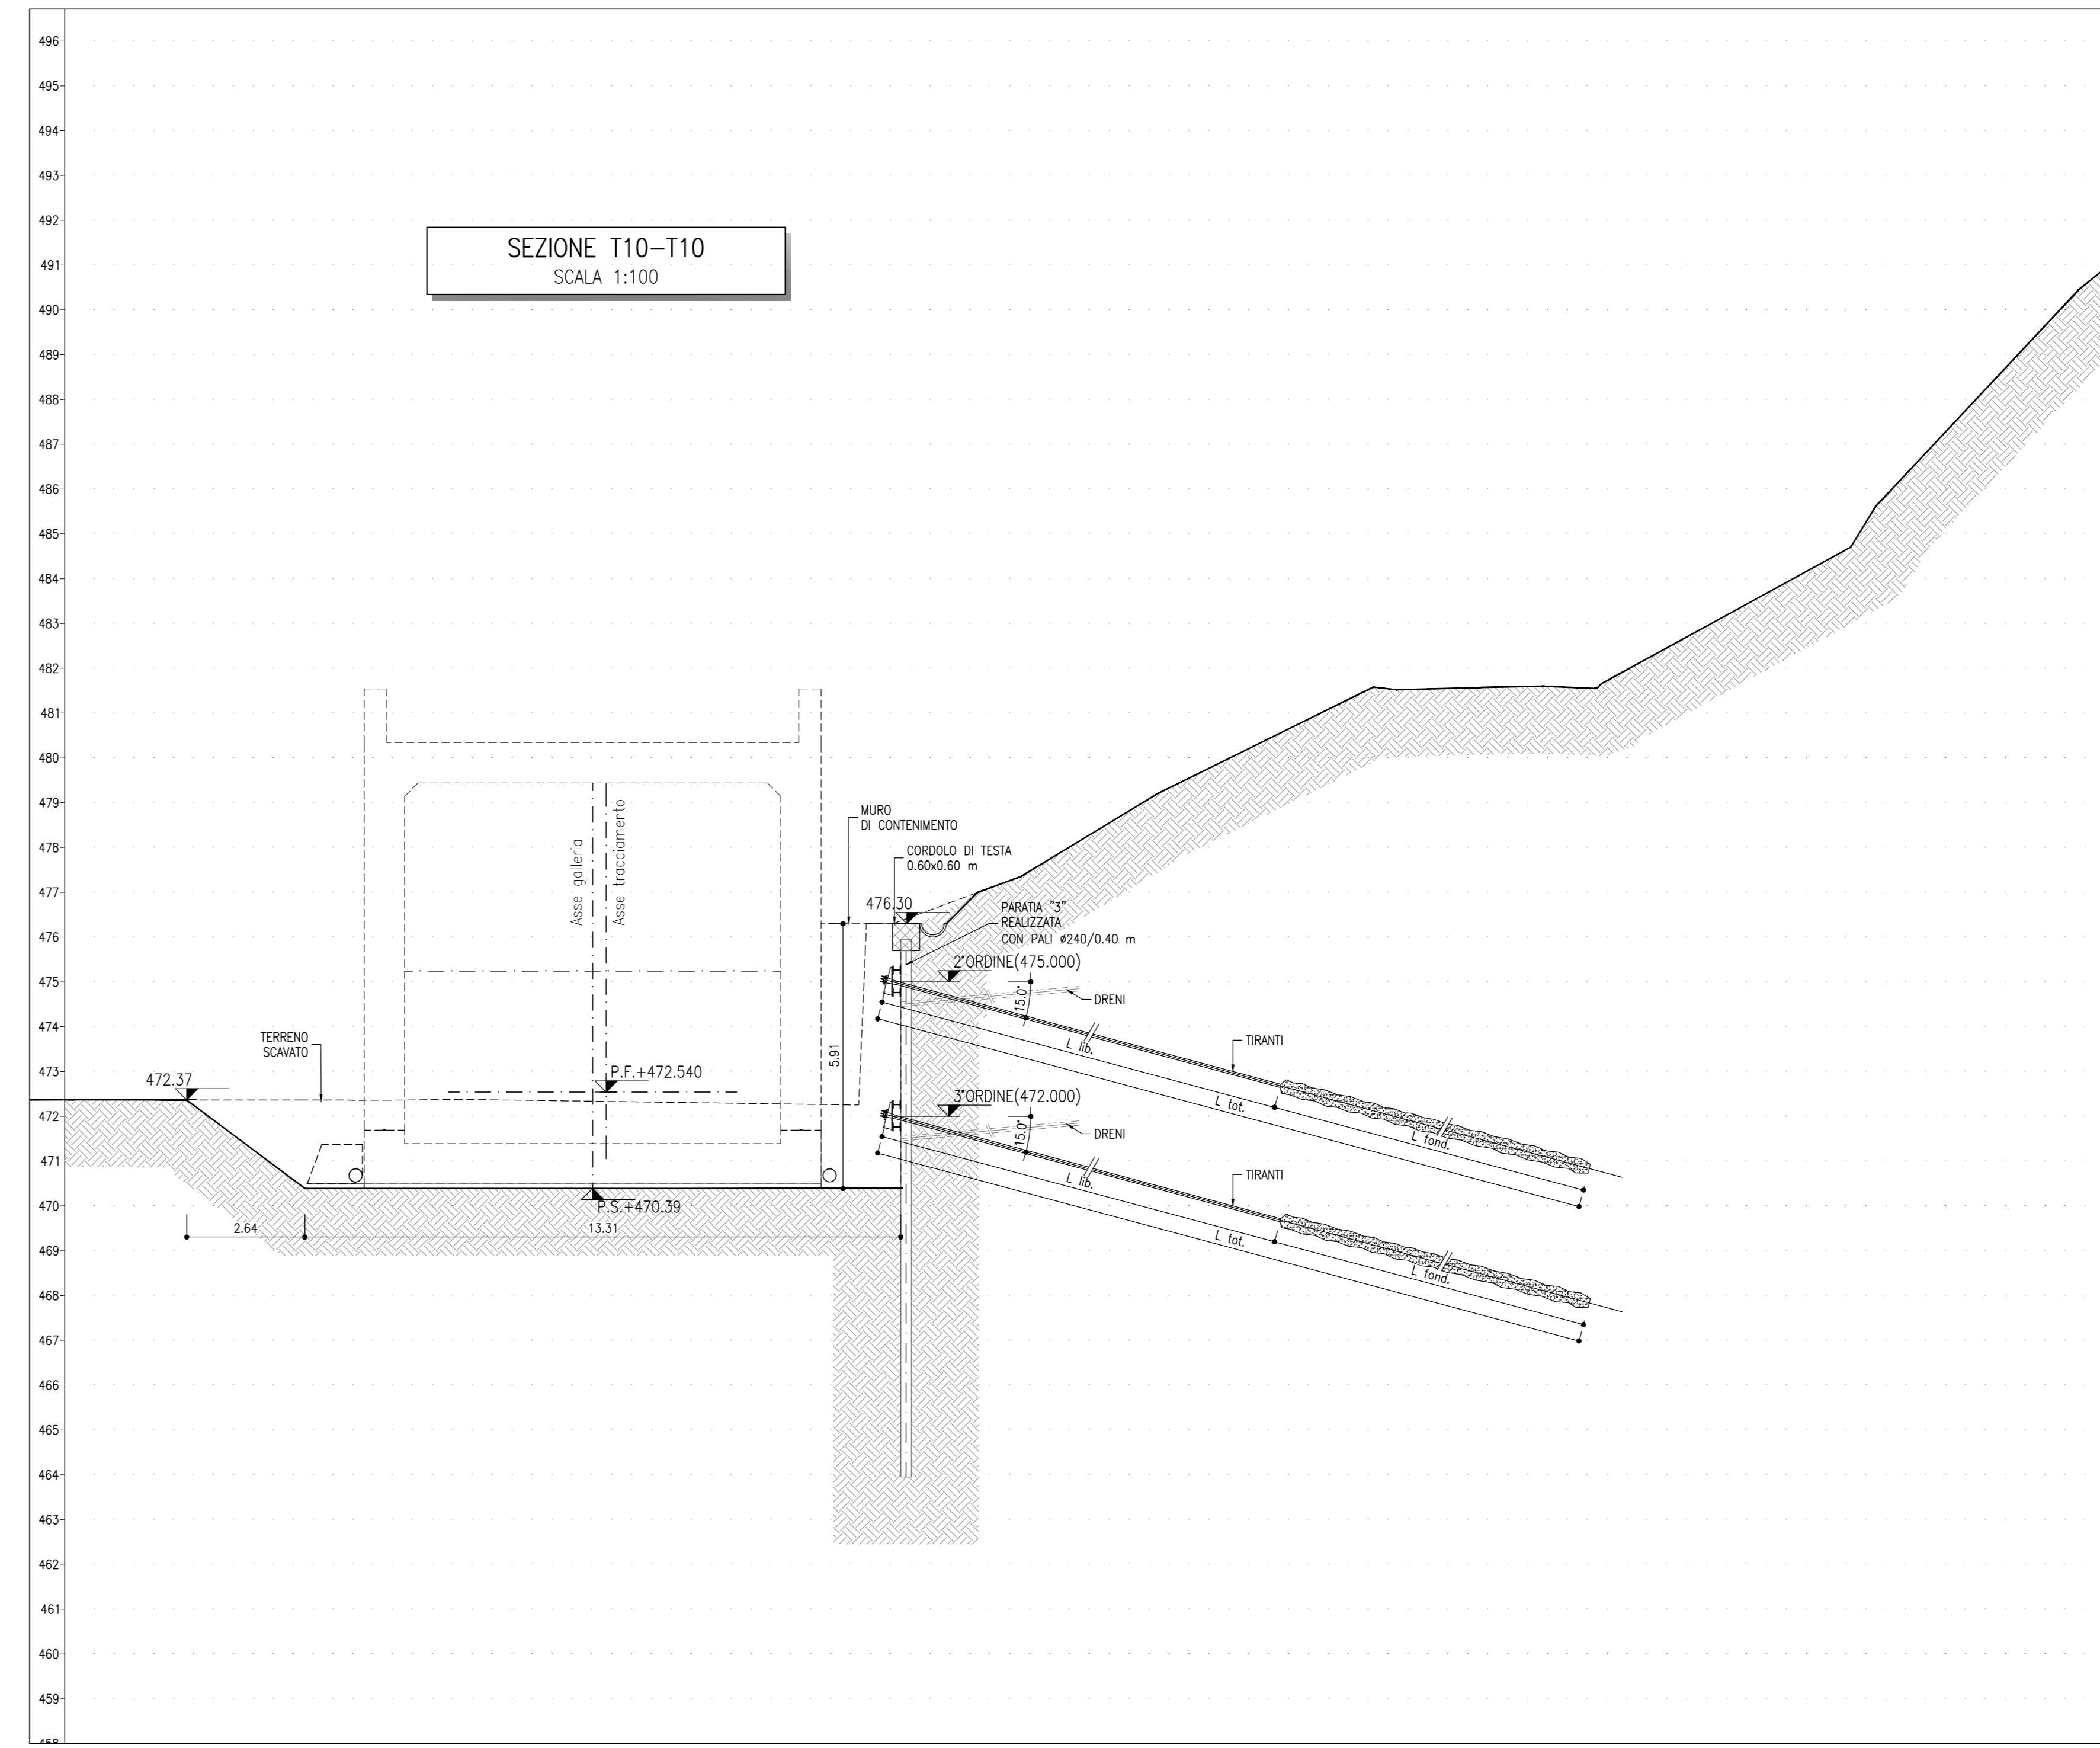 496
495
494
493
492
491
490
489
488
487
486
485
484
483
482
481
480
479
478
477
476
475
474
473
472
471
470
469
468
467
466
465
464
463
462
461
460
459
458
SEZIONE T10-T10
SCALA 1:100
Asse galleria
Asse tracciamento
MURO
DI CONTENIMENTO
CORDOLO DI TESTA
0.60x0.60 m
476.30
PARATIA "3"
REALIZZATA
CON PALI ø240/0.40 m
2°ORDINE(475.000)
15.0°
DRENI
TIRANTI
L lib.
L tot.
L fond.
TERRENO
SCAVATO
472.37
P.F.+472.540
5.91
3°ORDINE(472.000)
15.0°
DRENI
TIRANTI
L lib.
L tot.
L fond.
P.S.+470.39
2.64
13.31